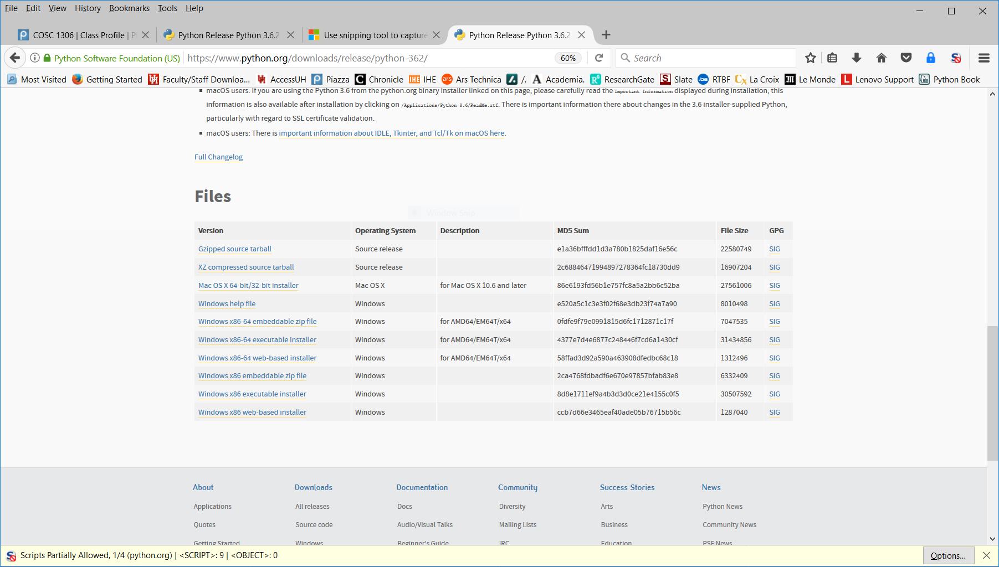 File Edit View History Bookmarks Tools Help
COSC 1306 | Class Profile | P
Python Release Python 3.6.2
Use snipping tool to capture
Python Release Python 3.6.2
Python Software Foundation (US) https://www.python.org/downloads/release/python-362/ 60% Search
Most Visited Getting Started Faculty/Staff Downloa... AccessUH Piazza Chronicle IHE Ars Technica /. Academia. ResearchGate Slate RTBF La Croix Le Monde Lenovo Support Python Book
macOS users: If you are using the Python 3.6 from the python.org binary installer linked on this page, please carefully read the Important Information displayed during installation; this
information is also available after installation by clicking on /Applications/Python 3.6/ReadMe.rtf. There is important information there about changes in the 3.6 installer-supplied Python,
particularly with regard to SSL certificate validation.
macOS users: There is important information about IDLE, Tkinter, and Tcl/Tk on macOS here.
Full Changelog
Files
Window Snip
Version Operating System Description MD5 Sum File Size GPG
Gzipped source tarball Source release e1a36bfffdd1d3a780b1825daf16e56c 22580749 SIG
XZ compressed source tarball Source release 2c68846471994897278364fc18730dd9 16907204 SIG
Mac OS X 64-bit/32-bit installer Mac OS X for Mac OS X 10.6 and later 86e6193fd56b1e757fc8a5a2bb6c52ba 27561006 SIG
Windows help file Windows e520a5c1c3e3f02f68e3db23f74a7a90 8010498 SIG
Windows x86-64 embeddable zip file Windows for AMD64/EM64T/x64 0fdfe9f79e0991815d6fc1712871c17f 7047535 SIG
Windows x86-64 executable installer Windows for AMD64/EM64T/x64 4377e7d4e6877c248446f7cd6a1430cf 31434856 SIG
Windows x86-64 web-based installer Windows for AMD64/EM64T/x64 58ffad3d92a590a463908dfedbc68c18 1312496 SIG
Windows x86 embeddable zip file Windows 2ca4768fdbadf6e670e97857bfab83e8 6332409 SIG
Windows x86 executable installer Windows 8d8e1711ef9a4b3d3d0ce21e4155c0f5 30507592 SIG
Windows x86 web-based installer Windows ccb7d66e3465eaf40ade05b76715b56c 1287040 SIG
About Downloads Documentation Community Success Stories News
Applications All releases Docs Diversity Arts Python News
Quotes Source code Audio/Visual Talks Mailing Lists Business Community News
Getting Started Windows Beginner's Guide IRC Education PSF News
Scripts Partially Allowed, 1/4 (python.org) | <SCRIPT>: 9 | <OBJECT>: 0 Options...